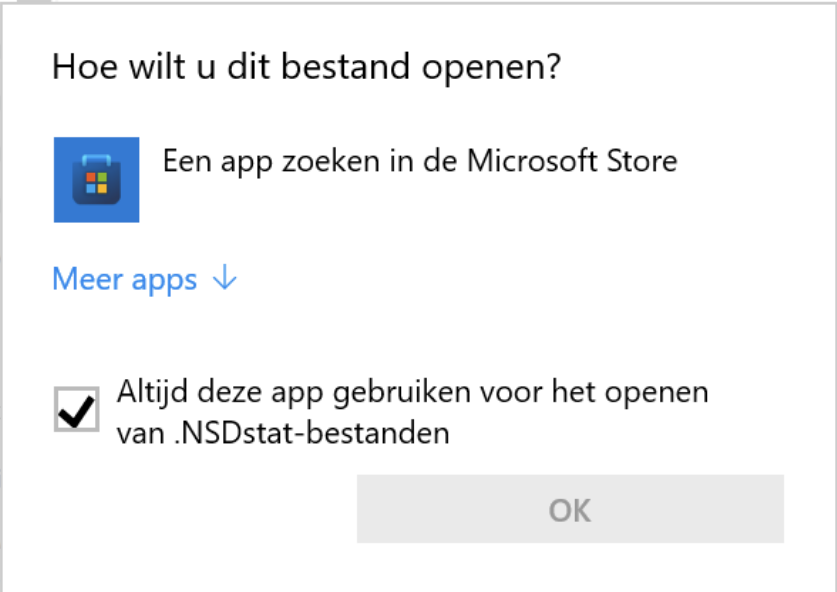 Hoe wilt u dit bestand openen?
Een app zoeken in de Microsoft Store
Meer apps ↓
Altijd deze app gebruiken voor het openen
van .NSDstat-bestanden
OK